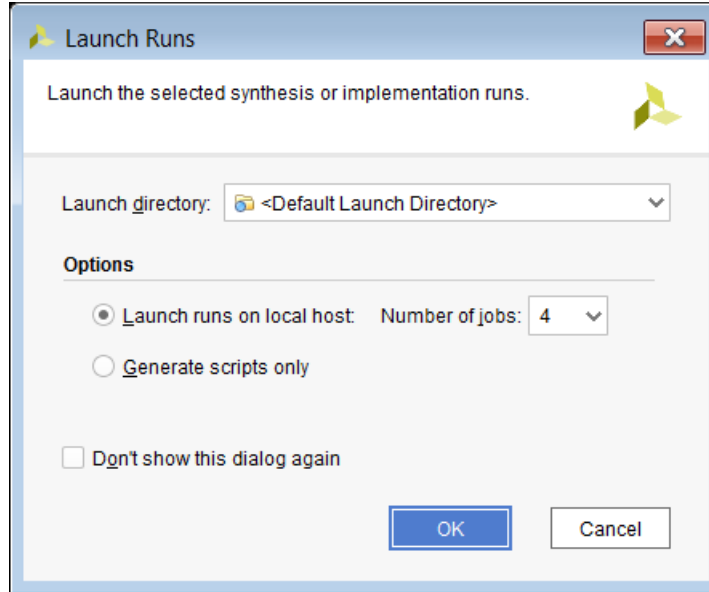 Launch Runs
Launch the selected synthesis or implementation runs.
Launch directory: <Default Launch Directory>
Options
Launch runs on local host: Number of jobs: 4
Generate scripts only
Don't show this dialog again
OK Cancel